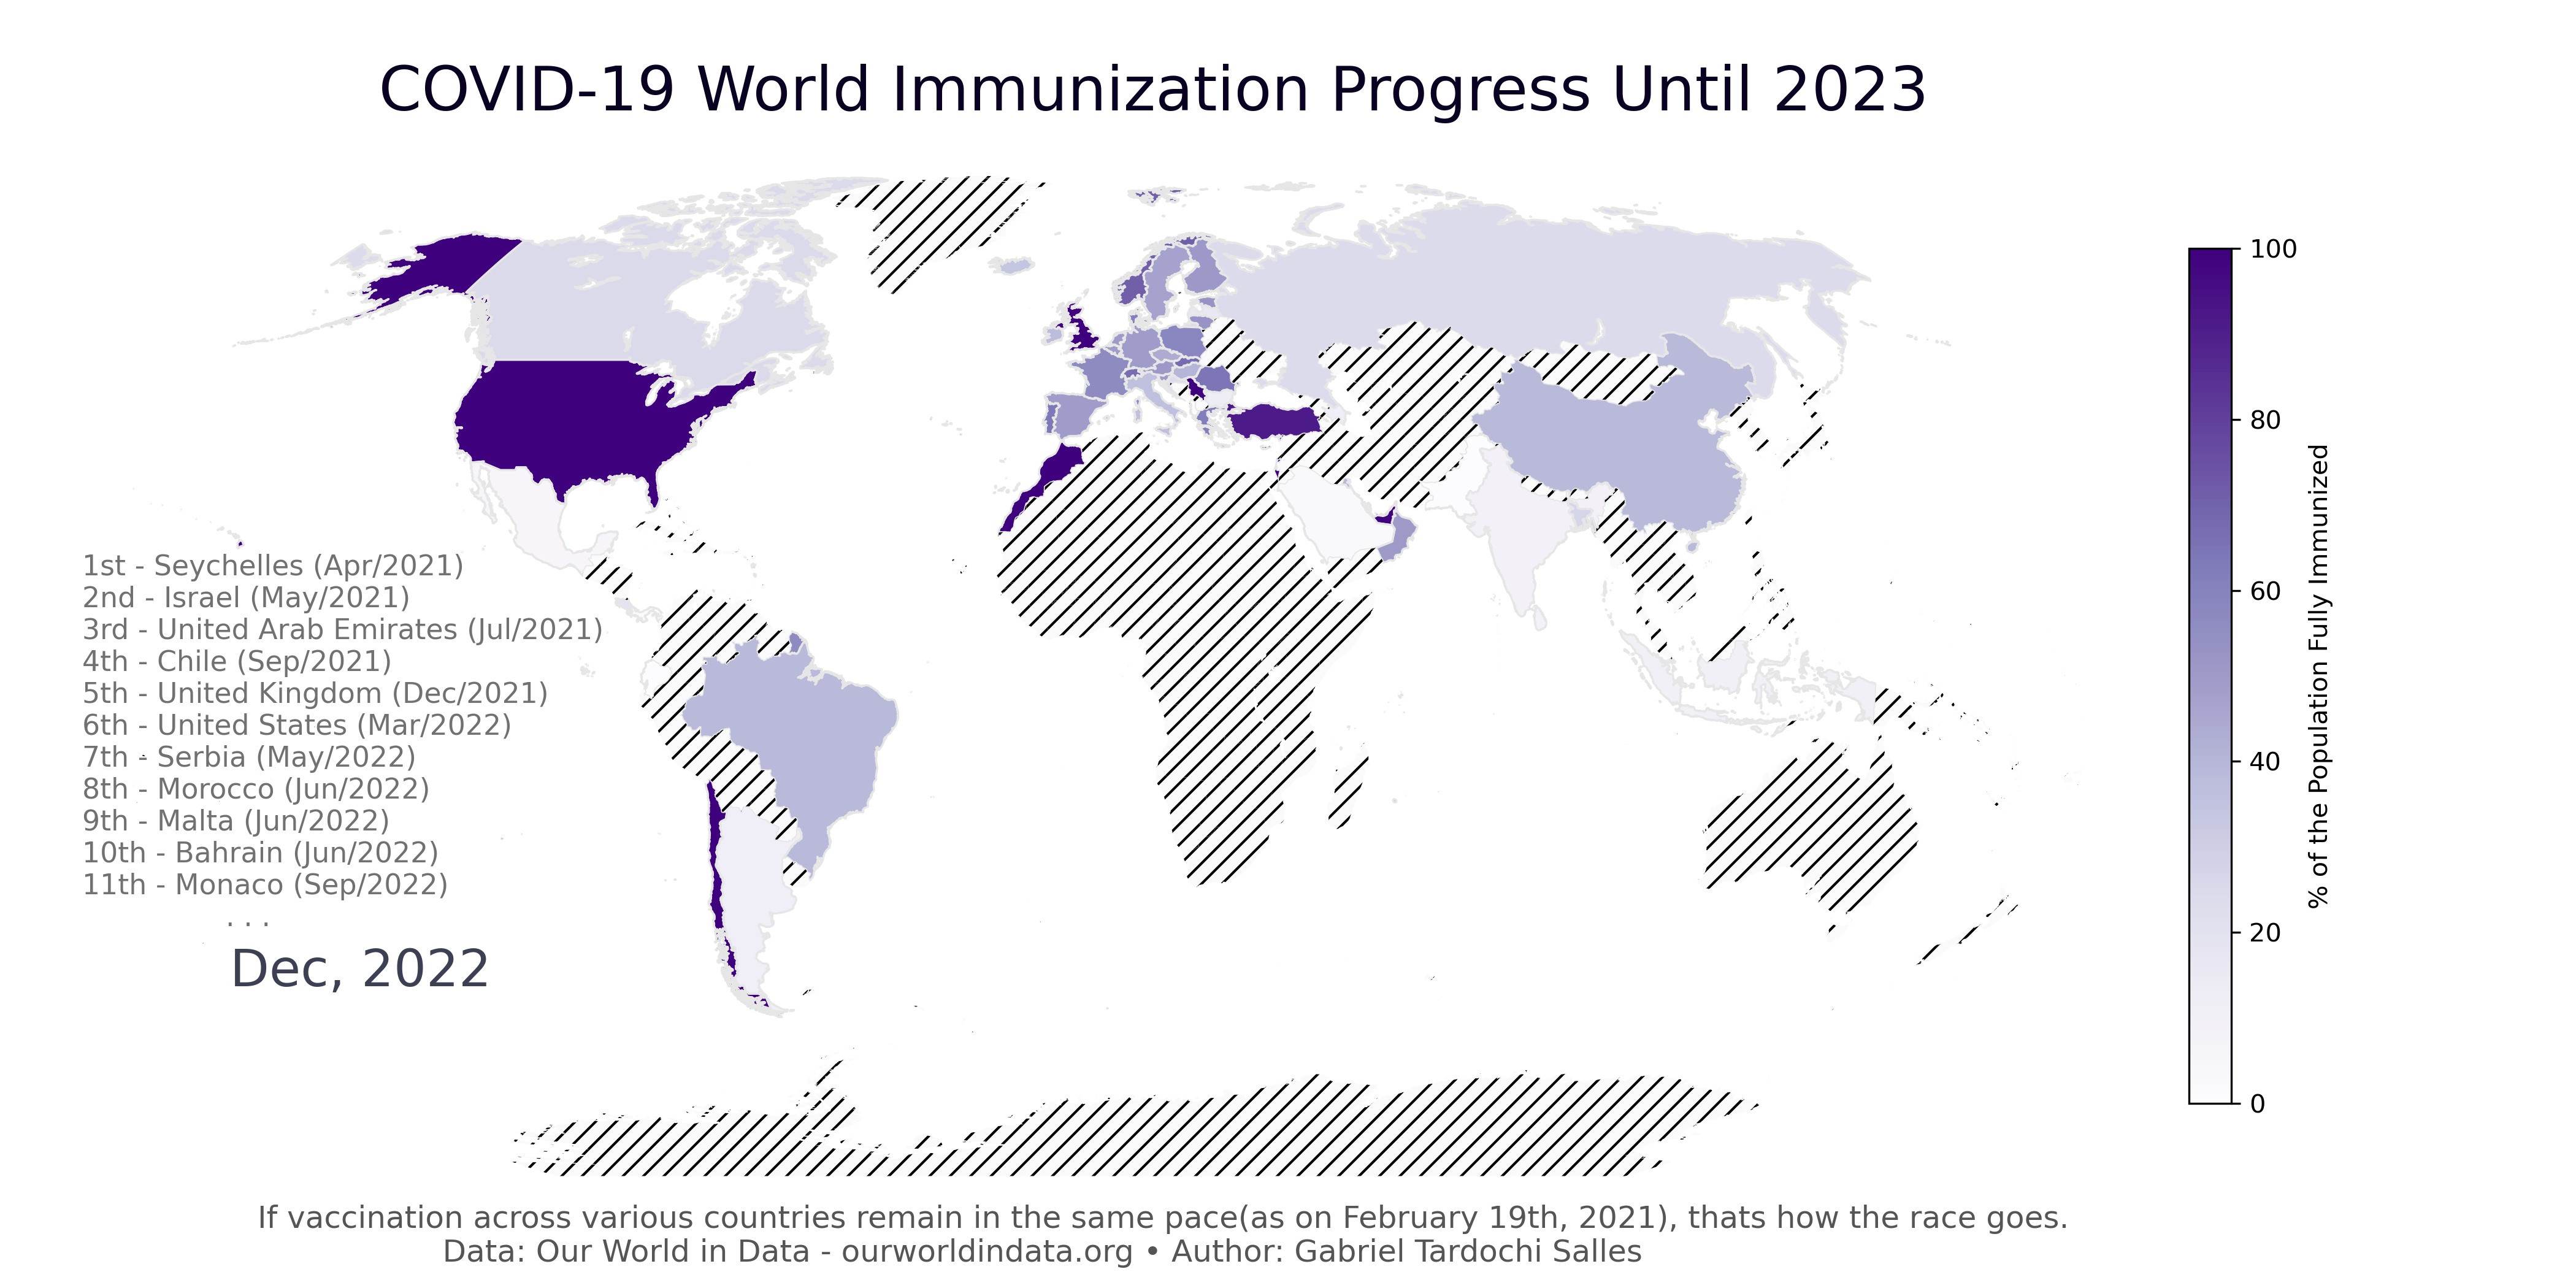 COVID-19 World Immunization Progress Until 2023
1st - Seychelles (Apr/2021)
2nd - Israel (May/2021)
3rd - United Arab Emirates (Jul/2021)
4th - Chile (Sep/2021)
5th - United Kingdom (Dec/2021)
6th - United States (Mar/2022)
7th - Serbia (May/2022)
8th - Morocco (Jun/2022)
9th - Malta (Jun/2022)
10th - Bahrain (Jun/2022)
11th - Monaco (Sep/2022)
. . .
Dec, 2022
100
80
60
40
20
0
% of the Population Fully Immunized
If vaccination across various countries remain in the same pace(as on February 19th, 2021), thats how the race goes.
Data: Our World in Data - ourworldindata.org • Author: Gabriel Tardochi Salles